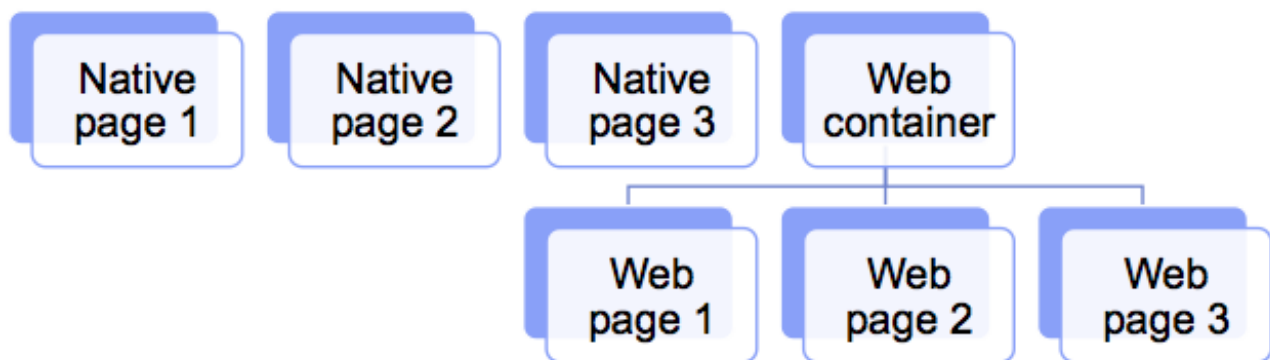 Native
page 1
Native
page 2
Native
page 3
Web
container
Web
page 1
Web
page 2
Web
page 3